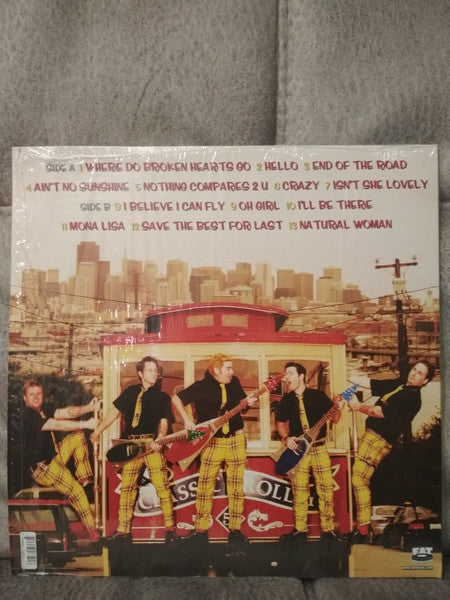 SIDE A 1 WHERE DO BROKEN HEARTS GO 2 HELLO 3 END OF THE ROAD
4 AIN'T NO SUNSHINE 5 NOTHING COMPARES 2 U 6 CRAZY 7 ISN'T SHE LOVELY
SIDE B 8 I BELIEVE I CAN FLY 9 OH GIRL 10 I'LL BE THERE
11 MONA LISA 12 SAVE THE BEST FOR LAST 13 NATURAL WOMAN
FAT